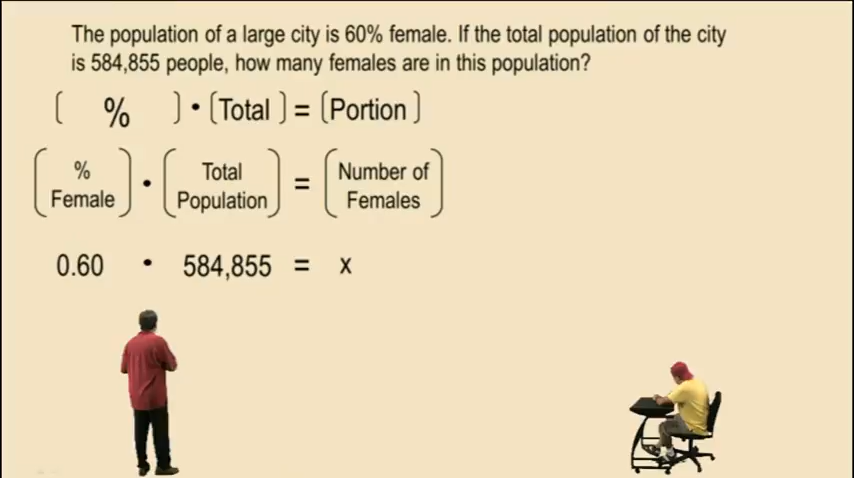 The population of a large city is 60% female. If the total population of the city
is 584,855 people, how many females are in this population?
( % ) • (Total) = (Portion)
(% Female) • (Total Population) = (Number of Females)
0.60 • 584,855 = x